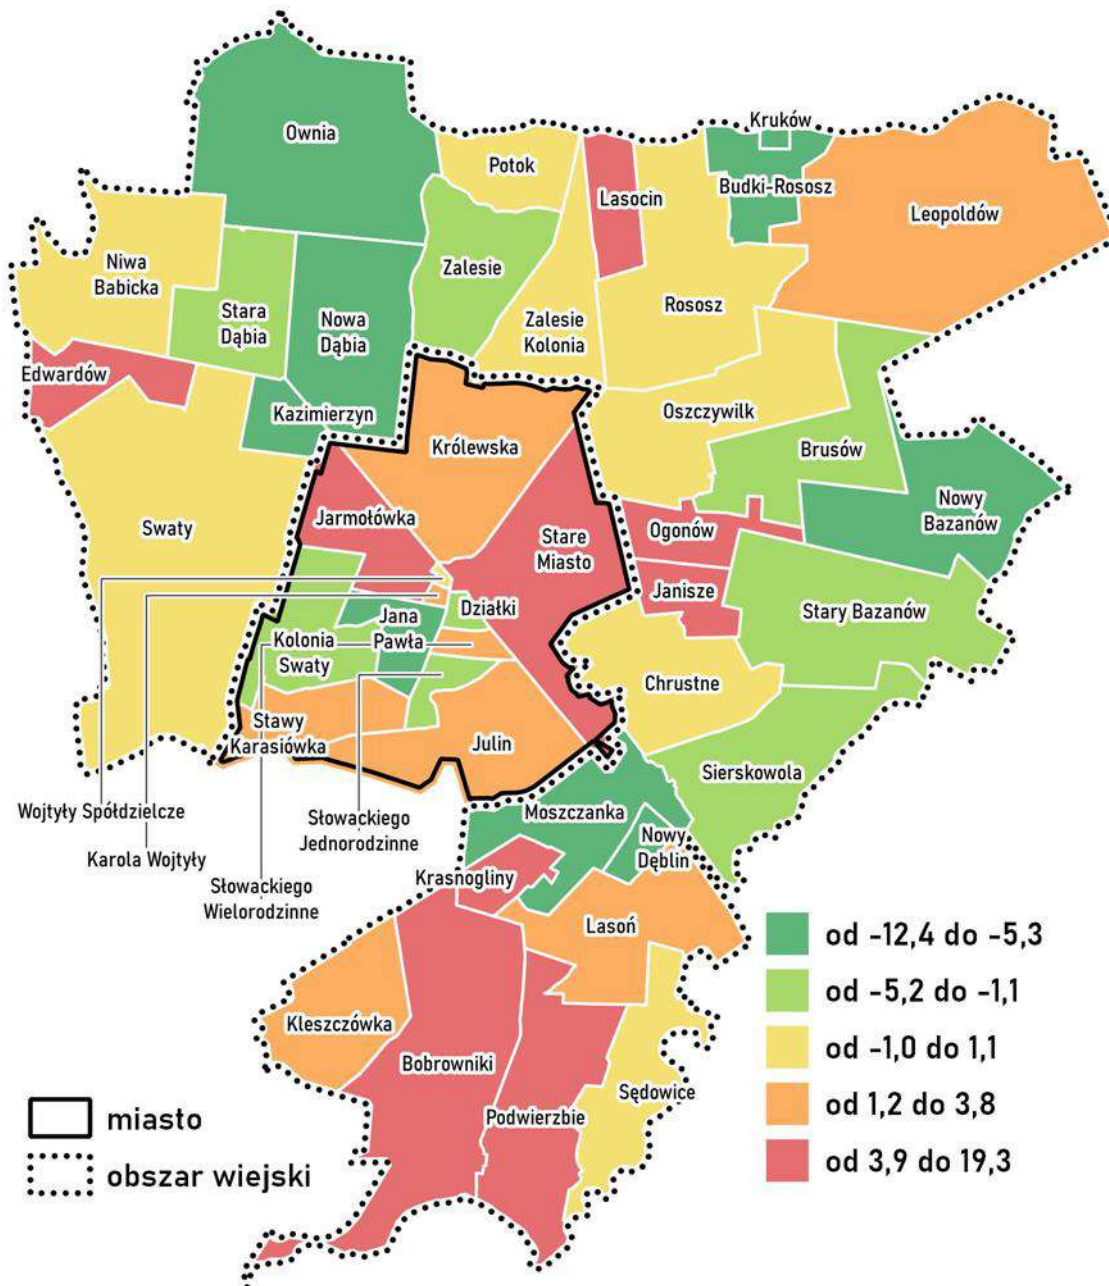 Kruków
Ownia
Potok
Lasocin
Budki-Rososz
Leopoldów
Niwa
Babicka
Zalesie
Stara
Dąbia
Nowa
Dąbia
Zalesie
Kolonia
Rososz
Edwardów
Kazimierzyn
Oszczywilk
Królewska
Brusów
Nowy
Bazanów
Jarmołówka
Swaty
Stare
Miasto
Ogonów
Janisze
Działki
Jana
Pawła
Stary Bazanów
Kolonia
Swaty
Chrustne
Stawy
Karasiówka
Julin
Sierskowola
Wojtyły Spółdzielcze
Karola Wojtyły
Słowackiego
Wielorodzinne
Słowackiego
Jednorodzinne
Moszczanka
Nowy
Dęblin
Krasnogliny
Lasoń
Kleszczówka
Bobrowniki
Podwierzbie
Sędowice
od -12,4 do -5,3
od -5,2 do -1,1
od -1,0 do 1,1
od 1,2 do 3,8
od 3,9 do 19,3
miasto
obszar wiejski